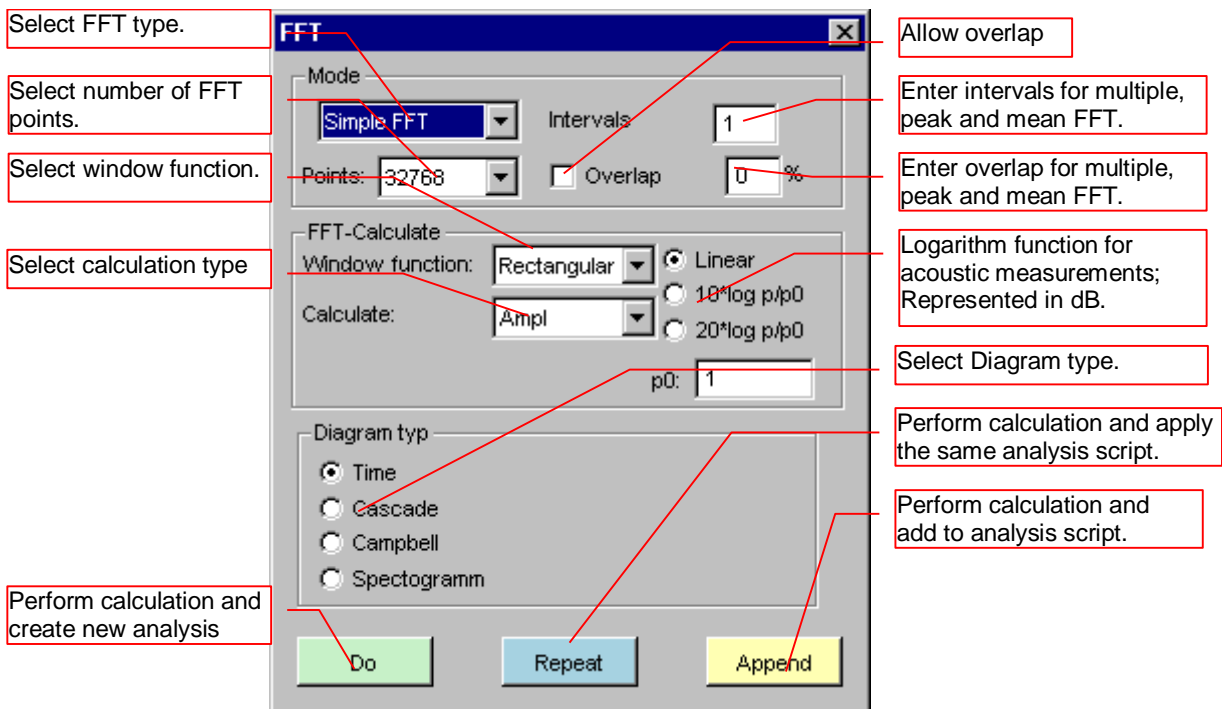 Select FFT type.
Select number of FFT
points.
Select window function.
Select calculation type
Perform calculation and
create new analysis
FFT
Mode
Simple FFT
Intervals
1
Points:
32768
Overlap
0
%
FFT-Calculate
Window function:
Rectangular
Linear
10*log p/p0
Calculate:
Ampl
20*log p/p0
p0:
1
Diagram typ
Time
Cascade
Campbell
Spectogramm
Do
Repeat
Append
Allow overlap
Enter intervals for multiple,
peak and mean FFT.
Enter overlap for multiple,
peak and mean FFT.
Logarithm function for
acoustic measurements;
Represented in dB.
Select Diagram type.
Perform calculation and apply
the same analysis script.
Perform calculation and
add to analysis script.